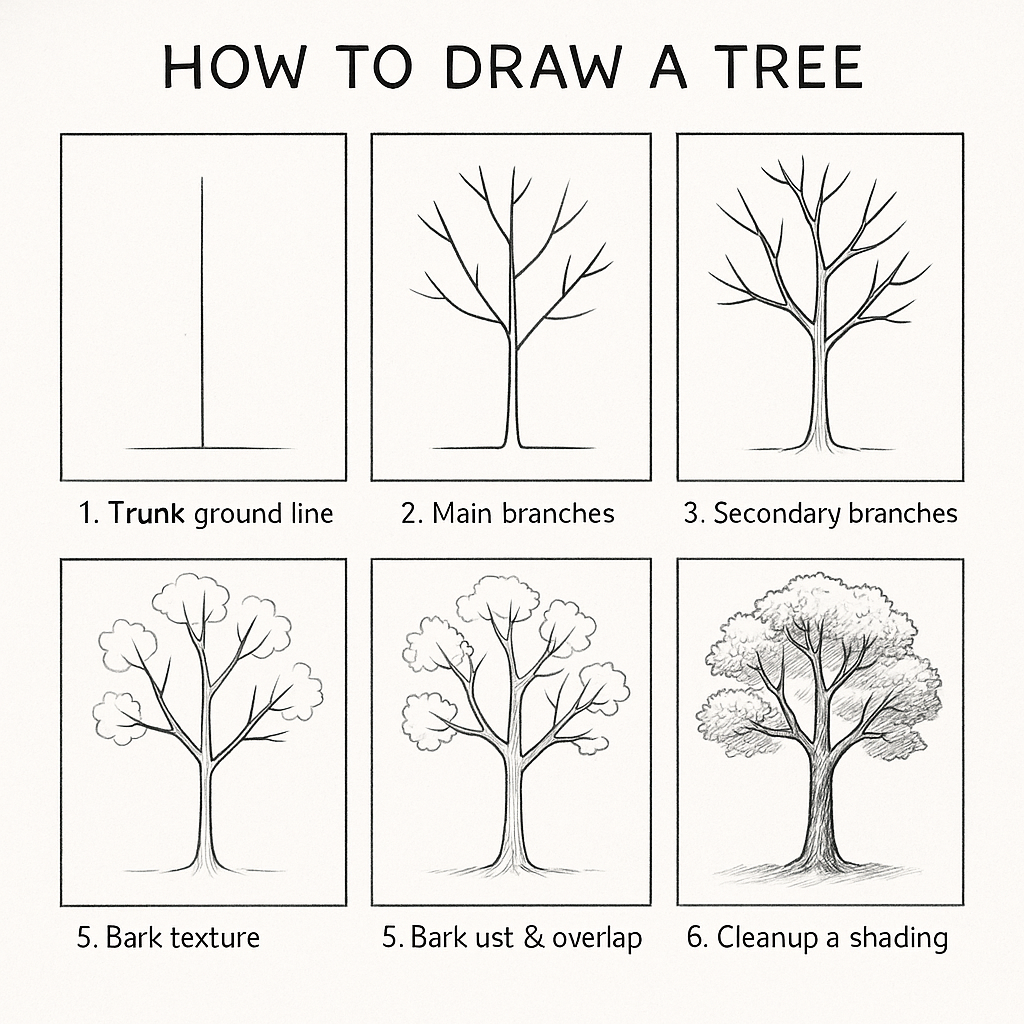 HOW TO DRAW A TREE
1. Trunk ground line
2. Main branches
3. Secondary branches
5. Bark texture
5. Bark ust & overlap
6. Cleanup a shading